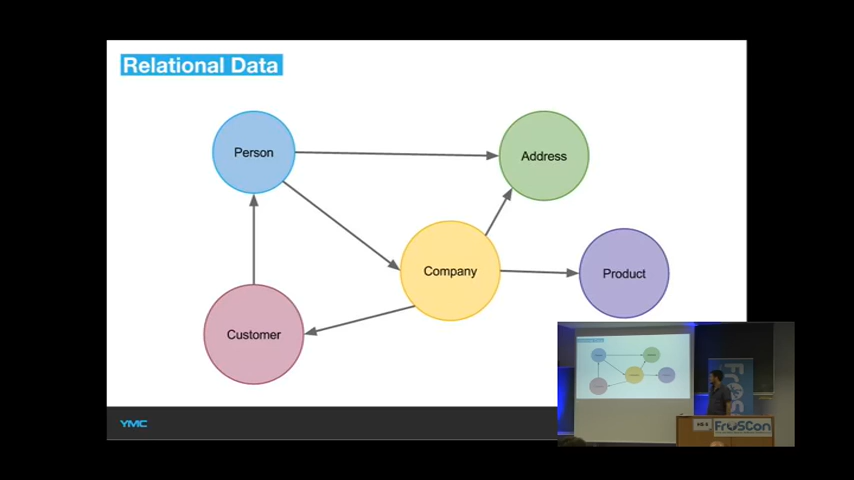 Relational Data
Person
Address
Company
Product
Customer
YMC
FrOSCon